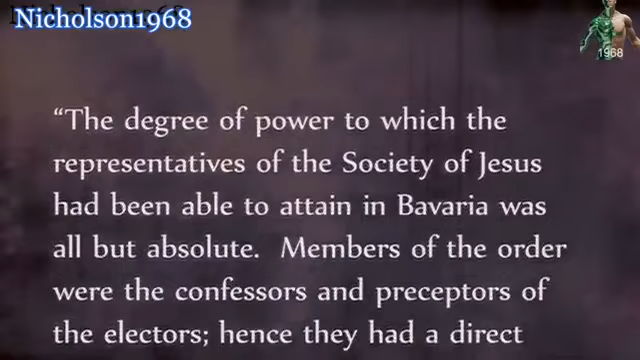 Nicholson1968
1968
“The degree of power to which the
representatives of the Society of Jesus
had been able to attain in Bavaria was
all but absolute.  Members of the order
were the confessors and preceptors of
the electors; hence they had a direct